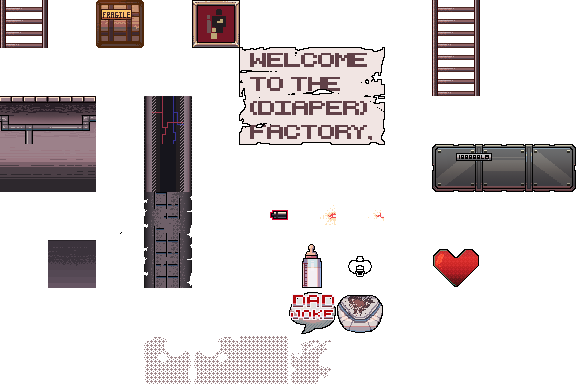 FRAGILE
WELCOME
TO THE
(DIAPER)
FACTORY.
DAD
JOKE